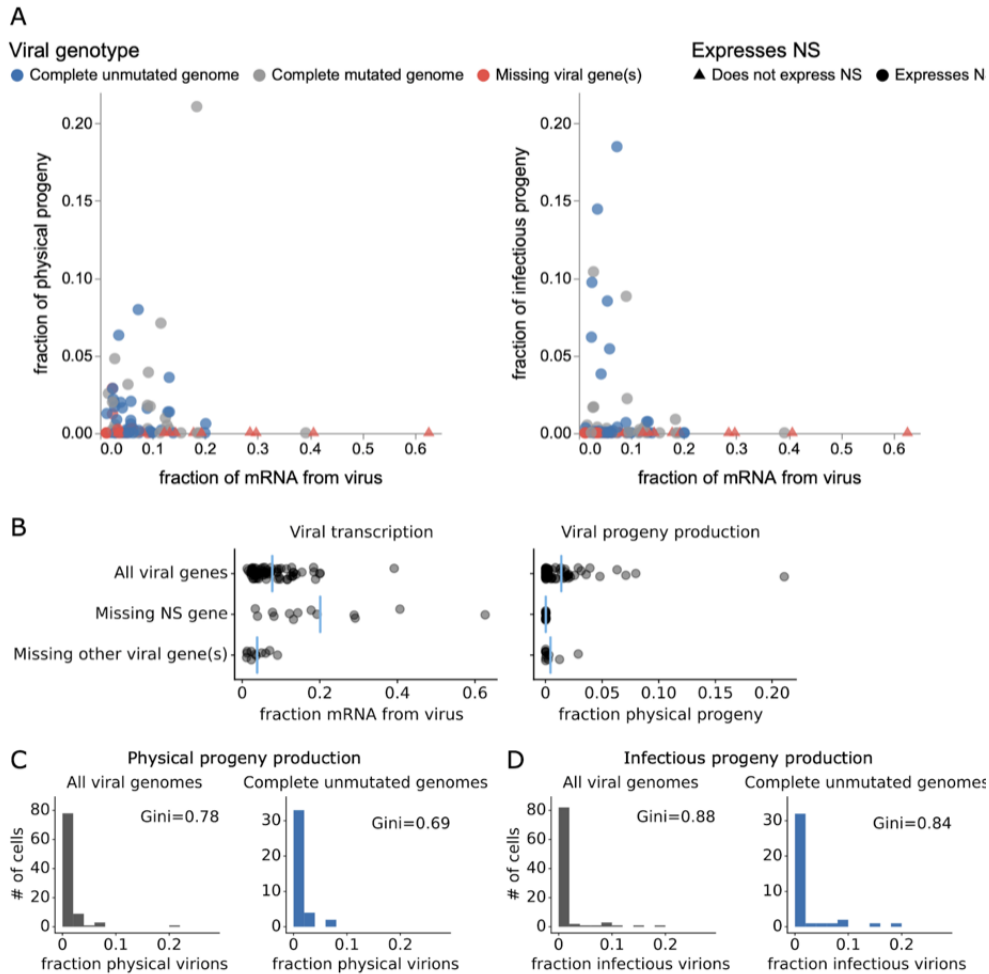 A
Viral genotype
Expresses NS
Complete unmutated genome
Complete mutated genome
Missing viral gene(s)
Does not express NS
Expresses N
fraction of physical progeny
0.20
0.15
0.10
0.05
0.00
0.0 0.1 0.2 0.3 0.4 0.5 0.6
fraction of mRNA from virus
fraction of infectious progeny
0.20
0.15
0.10
0.05
0.00
0.0 0.1 0.2 0.3 0.4 0.5 0.6
fraction of mRNA from virus
B
Viral transcription
Viral progeny production
All viral genes
Missing NS gene
Missing other viral gene(s)
0 0.2 0.4 0.6
fraction mRNA from virus
0 0.05 0.10 0.15 0.20
fraction physical progeny
C
Physical progeny production
All viral genomes
Complete unmutated genomes
Gini=0.78
Gini=0.69
# of cells
80
60
40
20
0
0 0.1 0.2
fraction physical virions
30
20
10
0
0 0.1 0.2
fraction physical virions
D
Infectious progeny production
All viral genomes
Complete unmutated genomes
Gini=0.88
Gini=0.84
# of cells
80
60
40
20
0
0 0.1 0.2
fraction infectious virions
30
20
10
0
0 0.1 0.2
fraction infectious virions